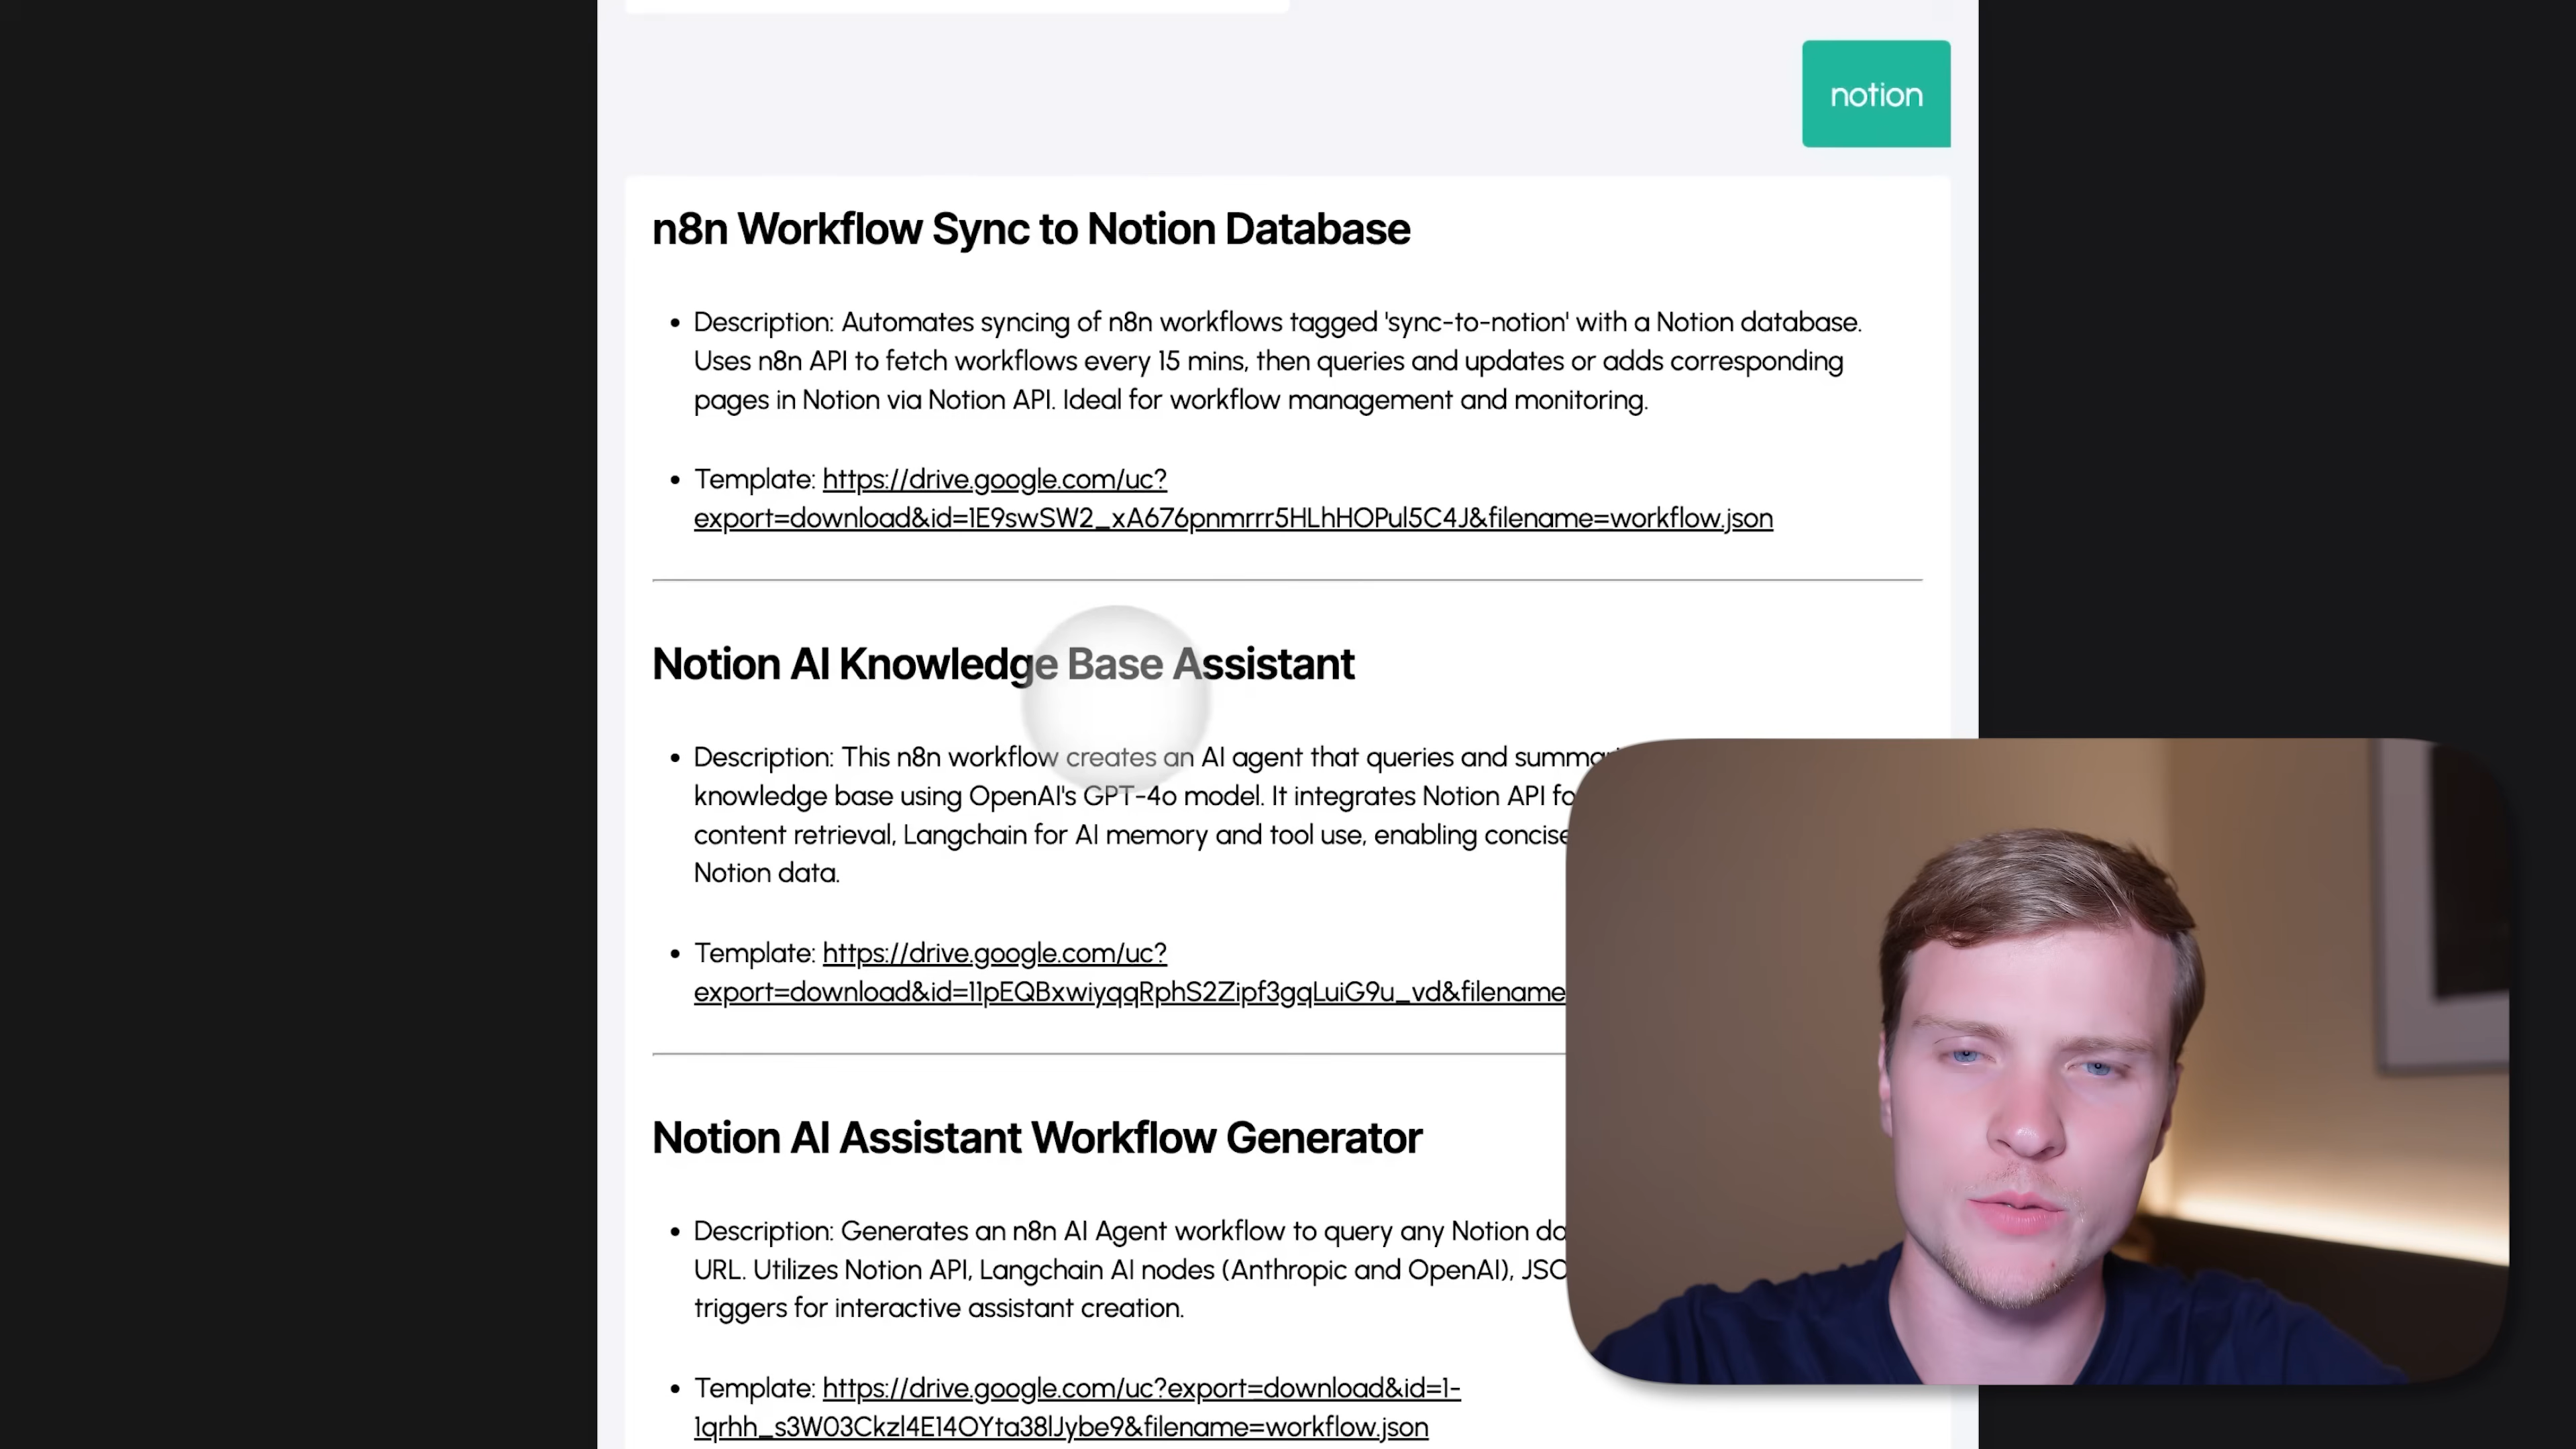 notion
n8n Workflow Sync to Notion Database
Description: Automates syncing of n8n workflows tagged 'sync-to-notion' with a Notion database.
Uses n8n API to fetch workflows every 15 mins, then queries and updates or adds corresponding
pages in Notion via Notion API. Ideal for workflow management and monitoring.
Template: https://drive.google.com/uc?
export=download&id=1E9swSW2_xA676pnmrrr5HLhHOPul5C4J&filename=workflow.json
Notion AI Knowledge Base Assistant
Description: This n8n workflow creates an AI agent that queries and
knowledge base using OpenAI's GPT-4o model. It integrates Notion API
content retrieval, Langchain for AI memory and tool use, enabling concise
Notion data.
Template: https://drive.google.com/uc?
export=download&id=11pEQBxwiyqqRphS2Zipf3gqLuiG9u_vd&filename
Notion AI Assistant Workflow Generator
Description: Generates an n8n AI Agent workflow to query any Notion
URL. Utilizes Notion API, Langchain AI nodes (Anthropic and OpenAI),
triggers for interactive assistant creation.
Template: https://drive.google.com/uc?export=download&id=1-
1qrhh_s3W03Ckzl4E14OYta38lJybe9&filename=workflow.json